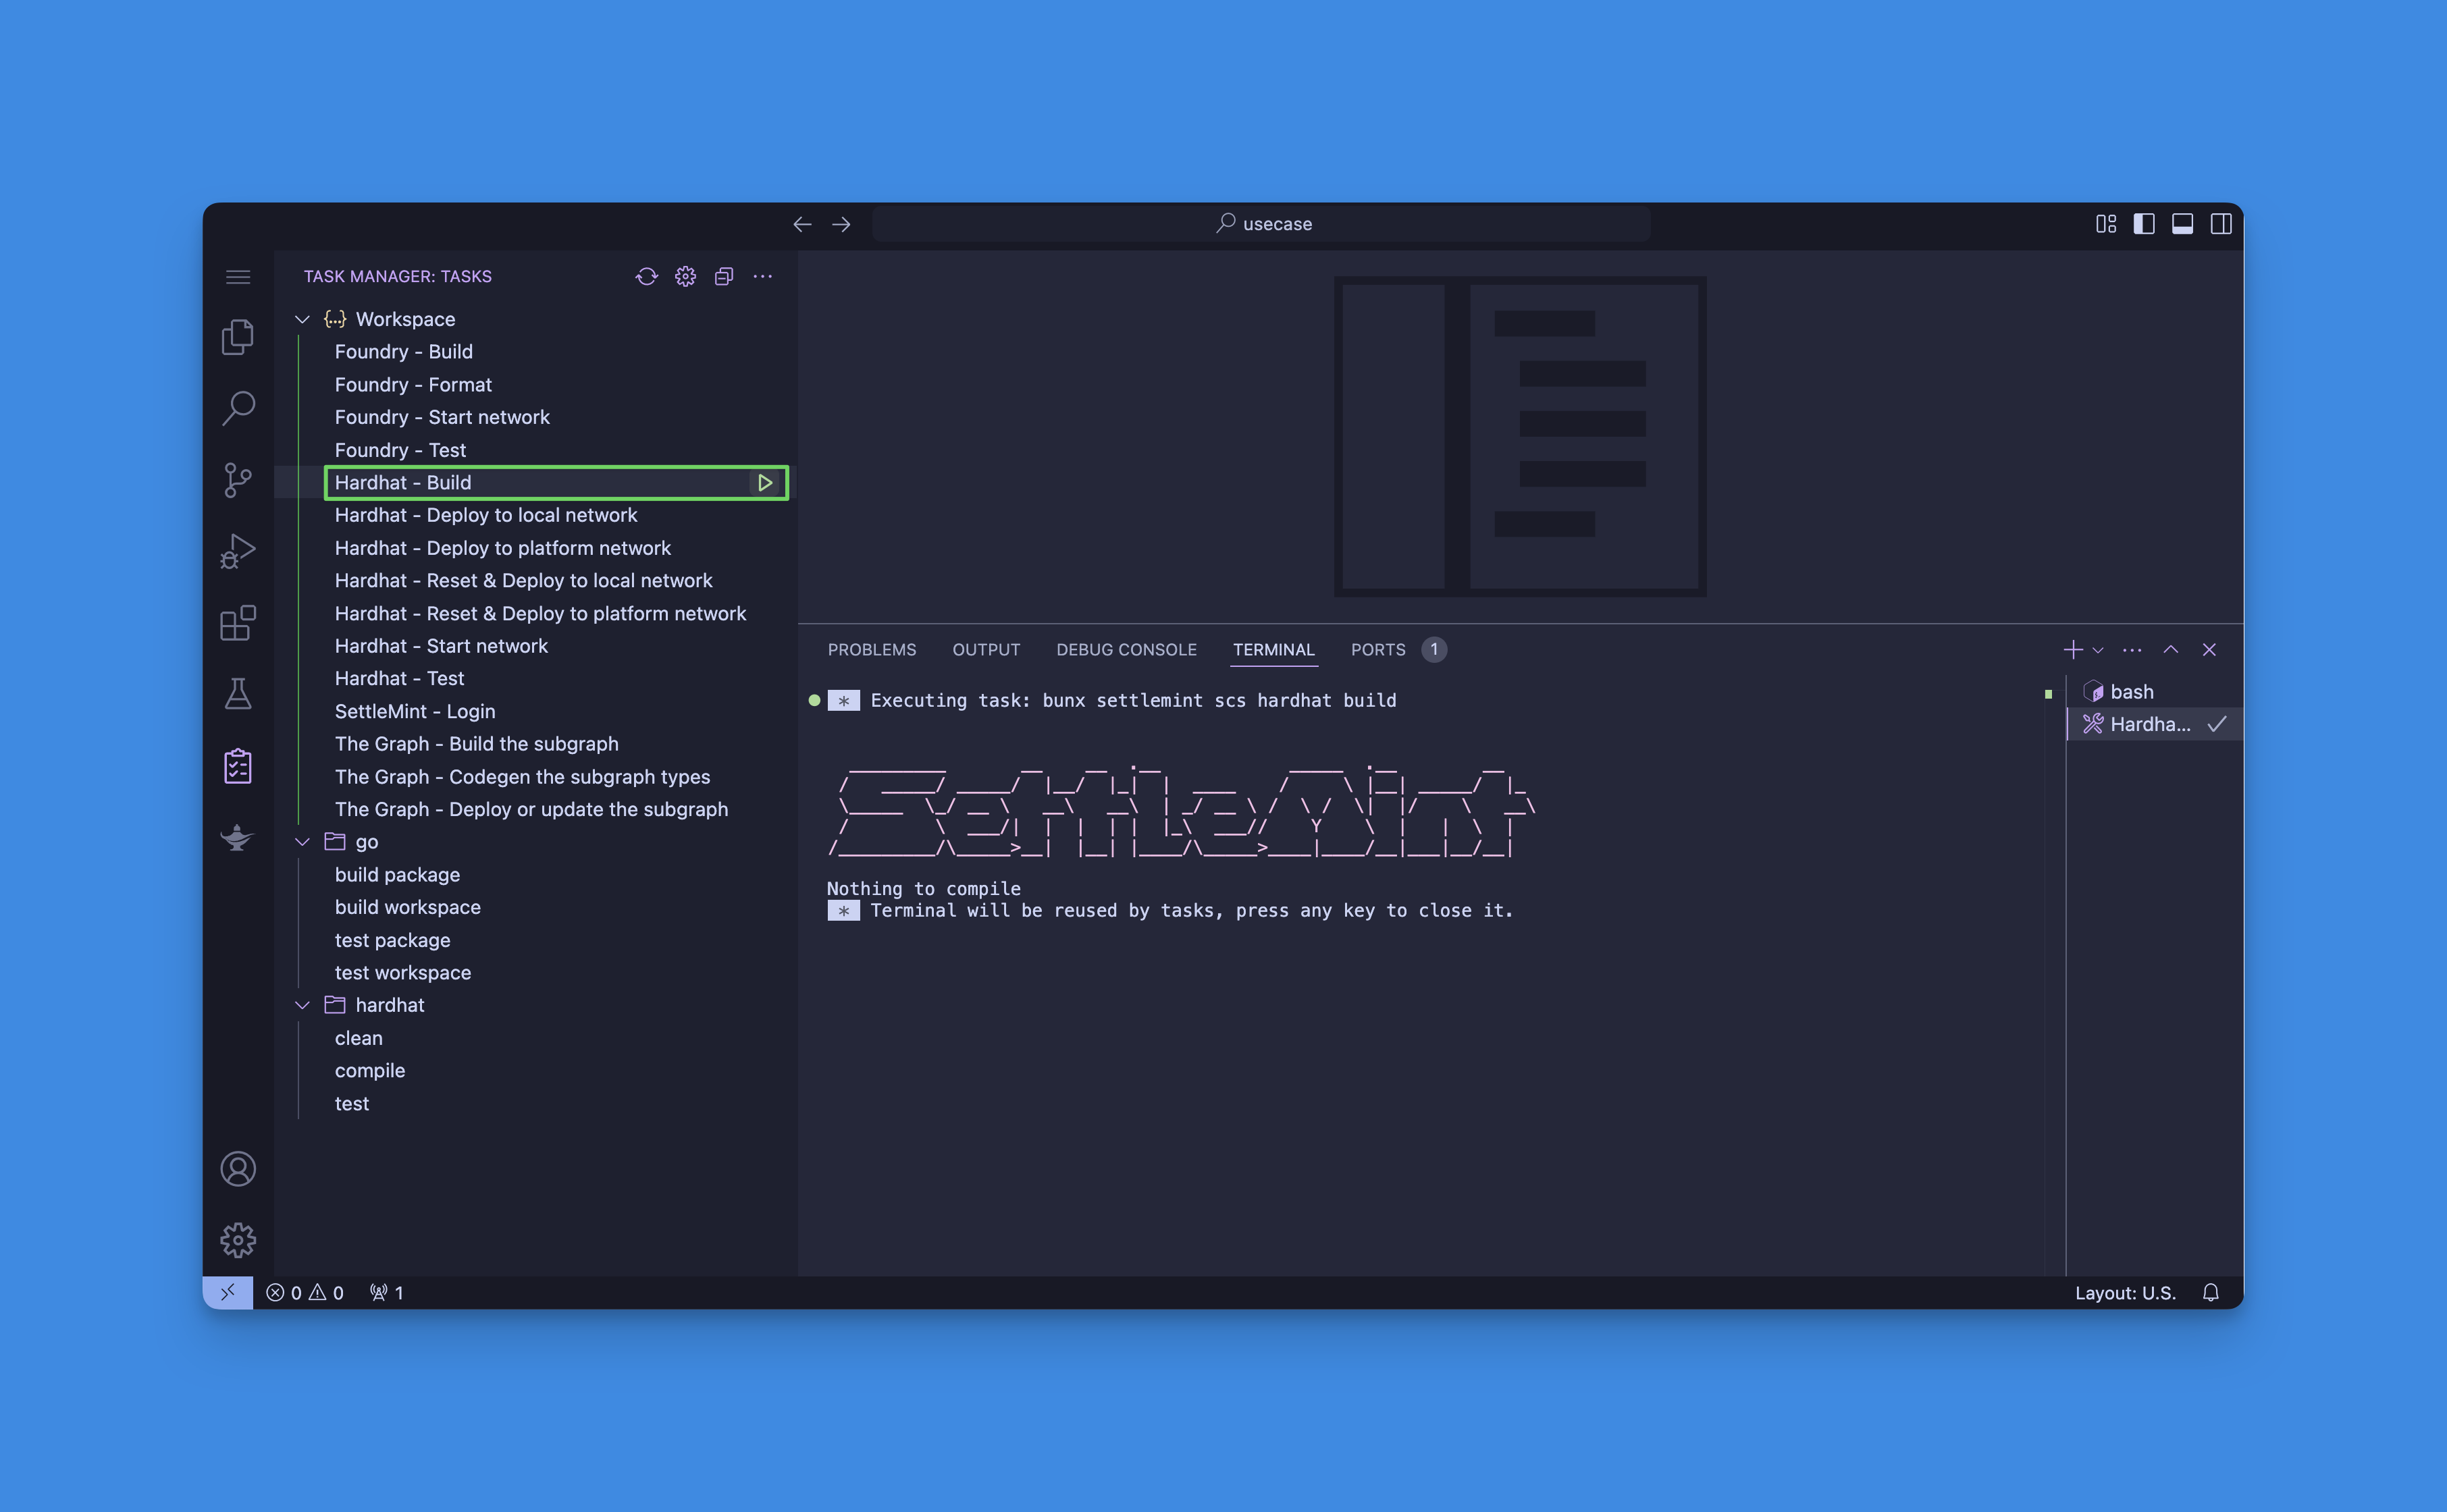 usecase
TASK MANAGER: TASKS
Workspace
Foundry - Build
Foundry - Format
Foundry - Start network
Foundry - Test
Hardhat - Build
Hardhat - Deploy to local network
Hardhat - Deploy to platform network
Hardhat - Reset & Deploy to local network
Hardhat - Reset & Deploy to platform network
Hardhat - Start network
Hardhat - Test
SettleMint - Login
The Graph - Build the subgraph
The Graph - Codegen the subgraph types
The Graph - Deploy or update the subgraph
go
build package
build workspace
test package
test workspace
hardhat
clean
compile
test
PROBLEMS OUTPUT DEBUG CONSOLE TERMINAL PORTS 1
* Executing task: bunx settlemint scs hardhat build
SettleMint
Nothing to compile
* Terminal will be reused by tasks, press any key to close it.
bash
Hardha...
0 0 1
Layout: U.S.